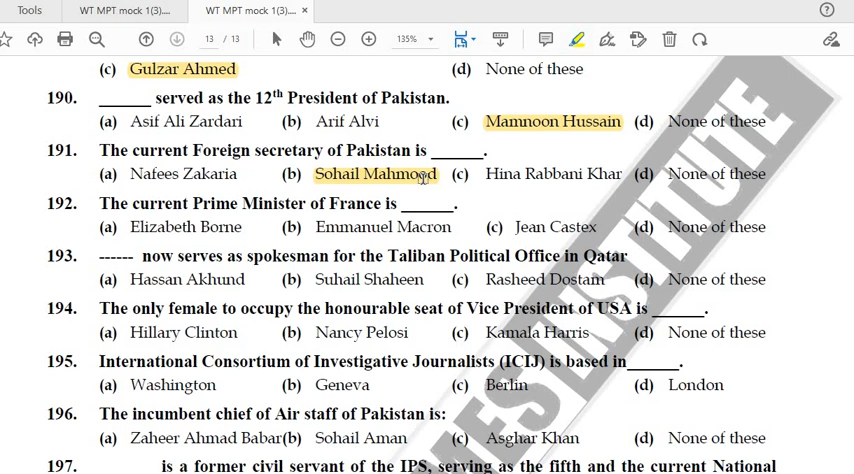 Tools WT MPT mock 1(3).... WT MPT mock 1(3).... ×
13 / 13 135%
(c) Gulzar Ahmed (d) None of these
190. ______ served as the 12th President of Pakistan.
(a) Asif Ali Zardari (b) Arif Alvi (c) Mamnoon Hussain (d) None of these
191. The current Foreign secretary of Pakistan is ______.
(a) Nafees Zakaria (b) Sohail Mahmood (c) Hina Rabbani Khar (d) None of these
192. The current Prime Minister of France is ______.
(a) Elizabeth Borne (b) Emmanuel Macron (c) Jean Castex (d) None of these
193. ------ now serves as spokesman for the Taliban Political Office in Qatar
(a) Hassan Akhund (b) Suhail Shaheen (c) Rasheed Dostam (d) None of these
194. The only female to occupy the honourable seat of Vice President of USA is ______.
(a) Hillary Clinton (b) Nancy Pelosi (c) Kamala Harris (d) None of these
195. International Consortium of Investigative Journalists (ICIJ) is based in______.
(a) Washington (b) Geneva (c) Berlin (d) London
196. The incumbent chief of Air staff of Pakistan is:
(a) Zaheer Ahmad Babar(b) Sohail Aman (c) Asghar Khan (d) None of these
197. ______ is a former civil servant of the IPS, serving as the fifth and the current National
MES INSTITUTE